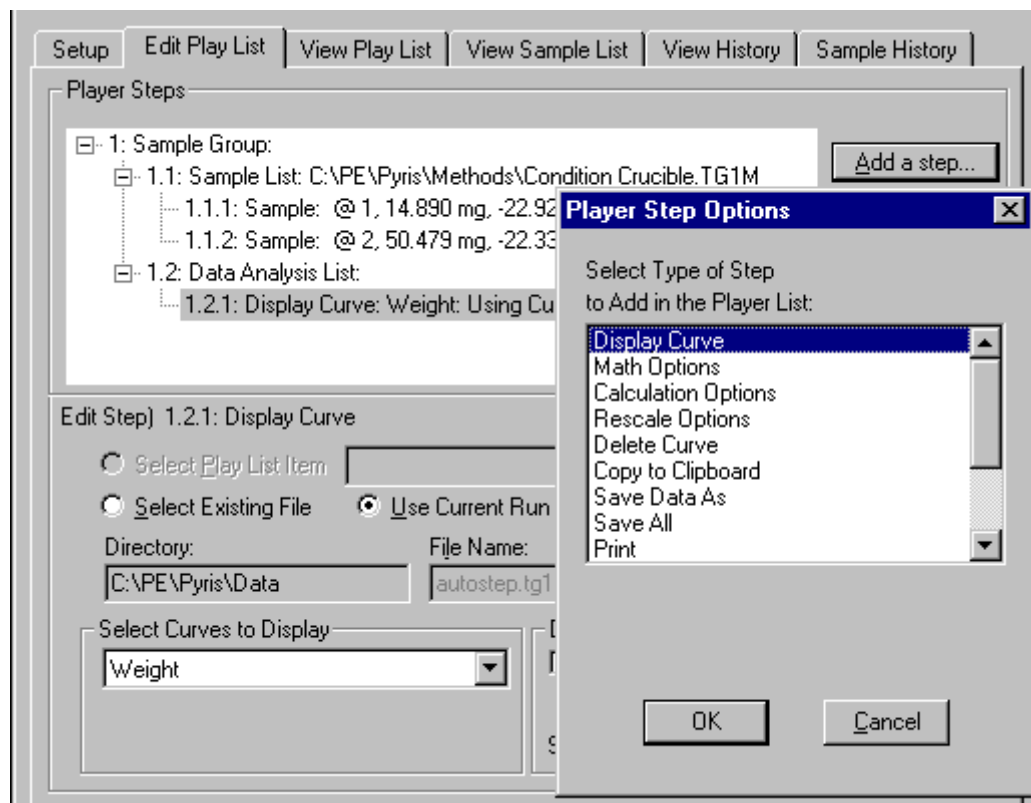 Setup
Edit Play List
View Play List
View Sample List
View History
Sample History
Player Steps
1: Sample Group:
1.1: Sample List: C:\PE\Pyris\Methods\Condition Crucible.TG1M
1.1.1: Sample: @ 1, 14.890 mg, -22.92
1.1.2: Sample: @ 2, 50.479 mg, -22.33
1.2: Data Analysis List:
1.2.1: Display Curve: Weight: Using Cu
Add a step...
Edit Step) 1.2.1: Display Curve
Select Play List Item
Select Existing File
Use Current Run
Directory:
File Name:
C:\PE\Pyris\Data
autostep.tg1
Select Curves to Display
Weight
Player Step Options
Select Type of Step
to Add in the Player List:
Display Curve
Math Options
Calculation Options
Rescale Options
Delete Curve
Copy to Clipboard
Save Data As
Save All
Print
OK
Cancel